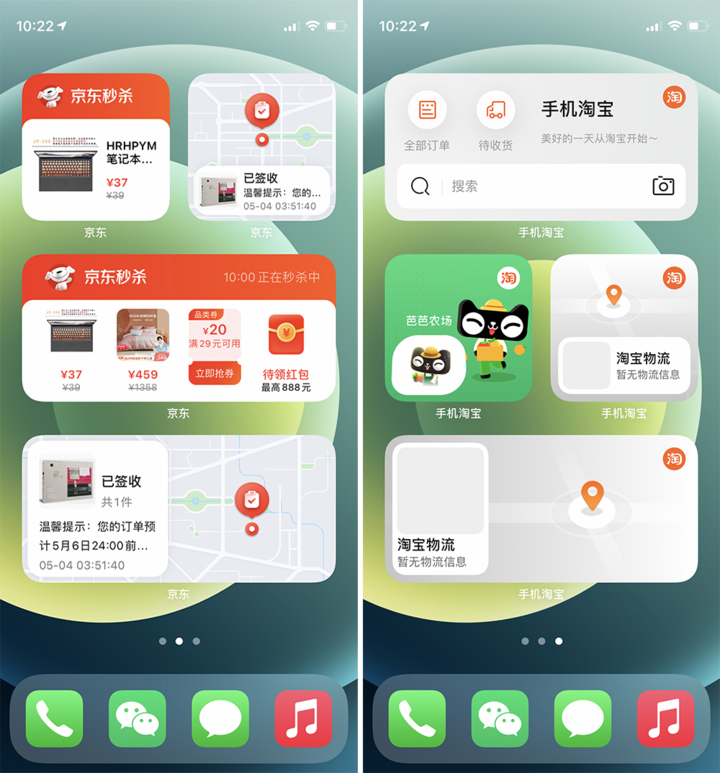 10:22
京东秒杀
HRHPYM
笔记本...
¥37
¥39
京东
已签收
温馨提示：您的...
05-04 03:51:40
京东
京东秒杀
10:00 正在秒杀中
¥37
¥39
¥459
¥1358
品类券
¥20
满29元可用
立即抢券
待领红包
最高888元
京东
已签收
共1件
温馨提示：您的订单预
计5月6日24:00前...
05-04 03:51:40
京东
10:22
全部订单
待收货
手机淘宝
美好的一天从淘宝开始～
淘
搜索
手机淘宝
淘
芭芭农场
手机淘宝
淘
淘宝物流
暂无物流信息
手机淘宝
淘
淘宝物流
暂无物流信息
手机淘宝